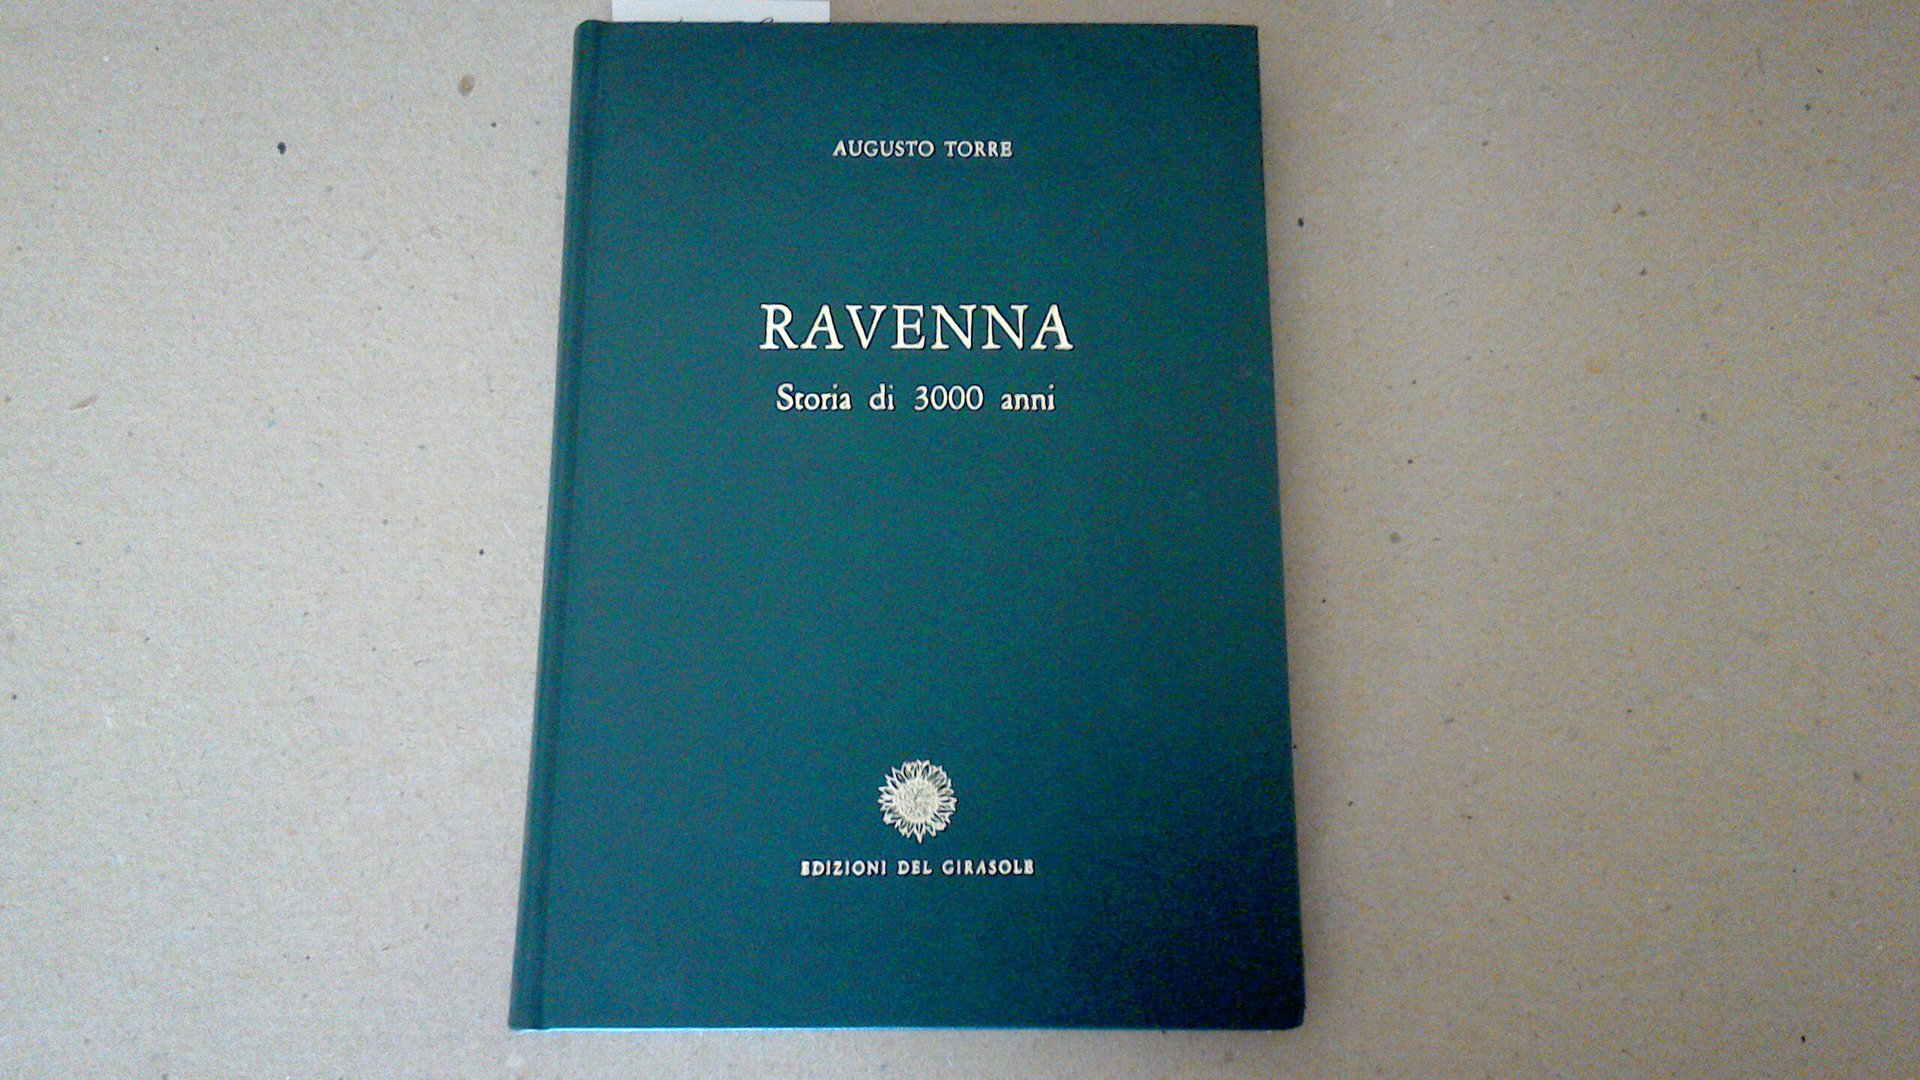 AUGUSTO TORRE
RAVENNA
Storia di 3000 anni
EDIZIONI DEL GIRASOLE